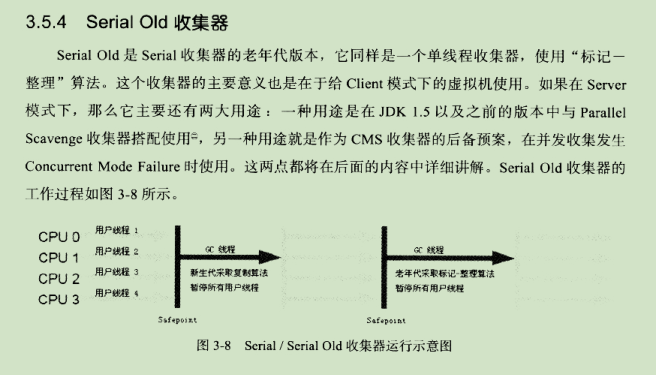 3.5.4 Serial Old 收集器
Serial Old 是 Serial 收集器的老年代版本，它同样是一个单线程收集器，使用“标记－
整理”算法。这个收集器的主要意义也是在于给 Client 模式下的虚拟机使用。如果在 Server
模式下，那么它主要还有两大用途：一种用途是在 JDK 1.5 以及之前的版本中与 Parallel
Scavenge 收集器搭配使用，另一种用途就是作为 CMS 收集器的后备预案，在并发收集发生
Concurrent Mode Failure 时使用。这两点都将在后面的内容中详细讲解。Serial Old 收集器的
工作过程如图 3-8 所示。
CPU 0 用户线程 1
CPU 1 用户线程 2 GC 线程 GC 线程
CPU 2 用户线程 3 新生代采取复制算法 老年代采取标记-整理算法
CPU 3 用户线程 4 暂停所有用户线程 暂停所有用户线程
Safepoint Safepoint
图 3-8 Serial / Serial Old 收集器运行示意图